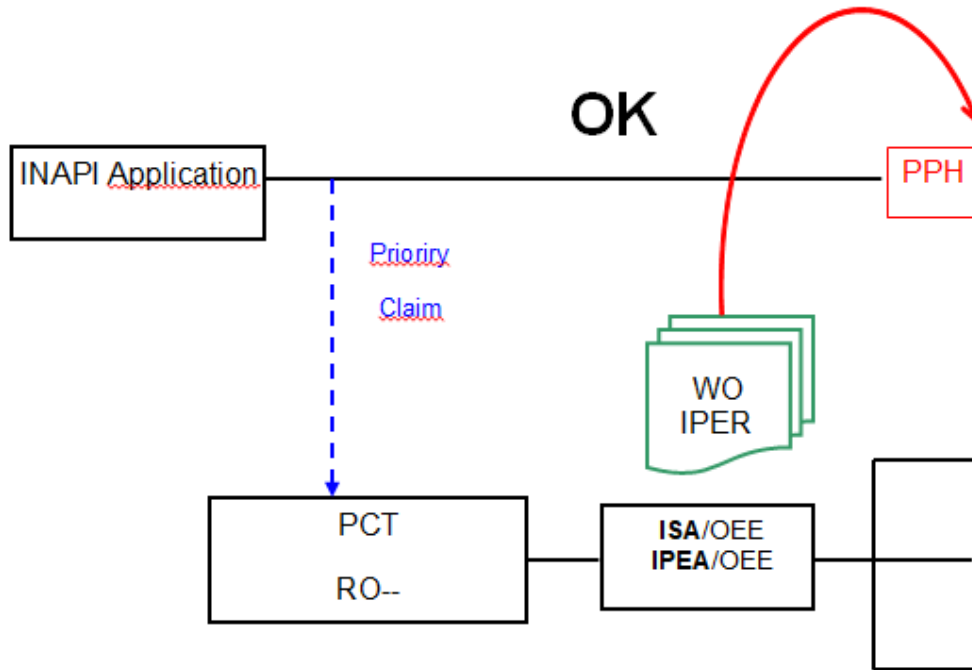 OK
INAPI Application
PPH
Prioriry
Claim
WO
IPER
PCT
RO--
ISA/OEE
IPEA/OEE